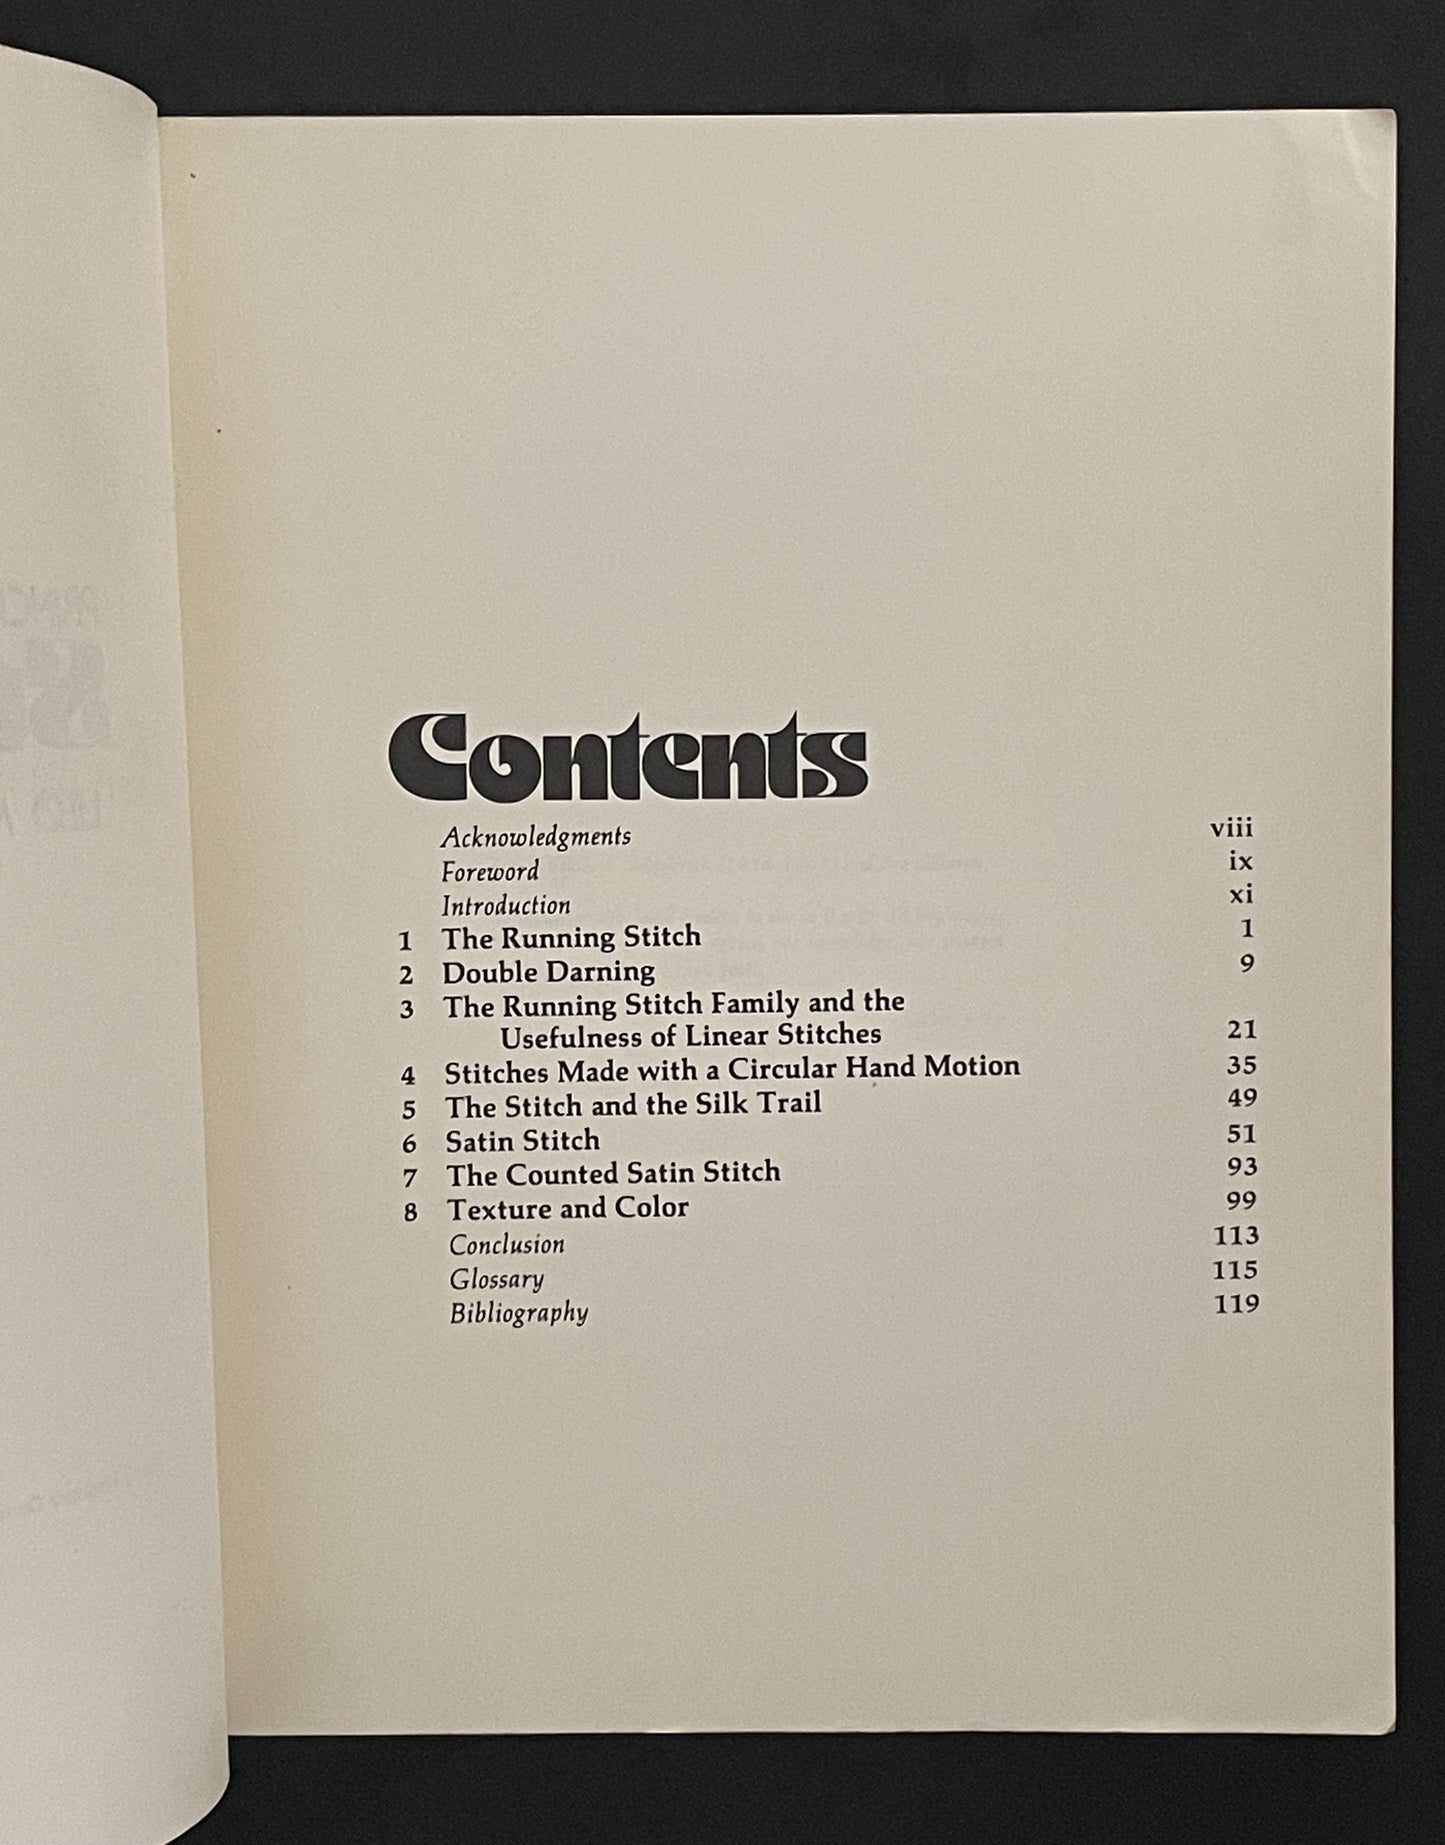 Contents
Acknowledgments viii
Foreword ix
Introduction xi
1 The Running Stitch 1
2 Double Darning 9
3 The Running Stitch Family and the
Usefulness of Linear Stitches 21
4 Stitches Made with a Circular Hand Motion 35
5 The Stitch and the Silk Trail 49
6 Satin Stitch 51
7 The Counted Satin Stitch 93
8 Texture and Color 99
Conclusion 113
Glossary 115
Bibliography 119